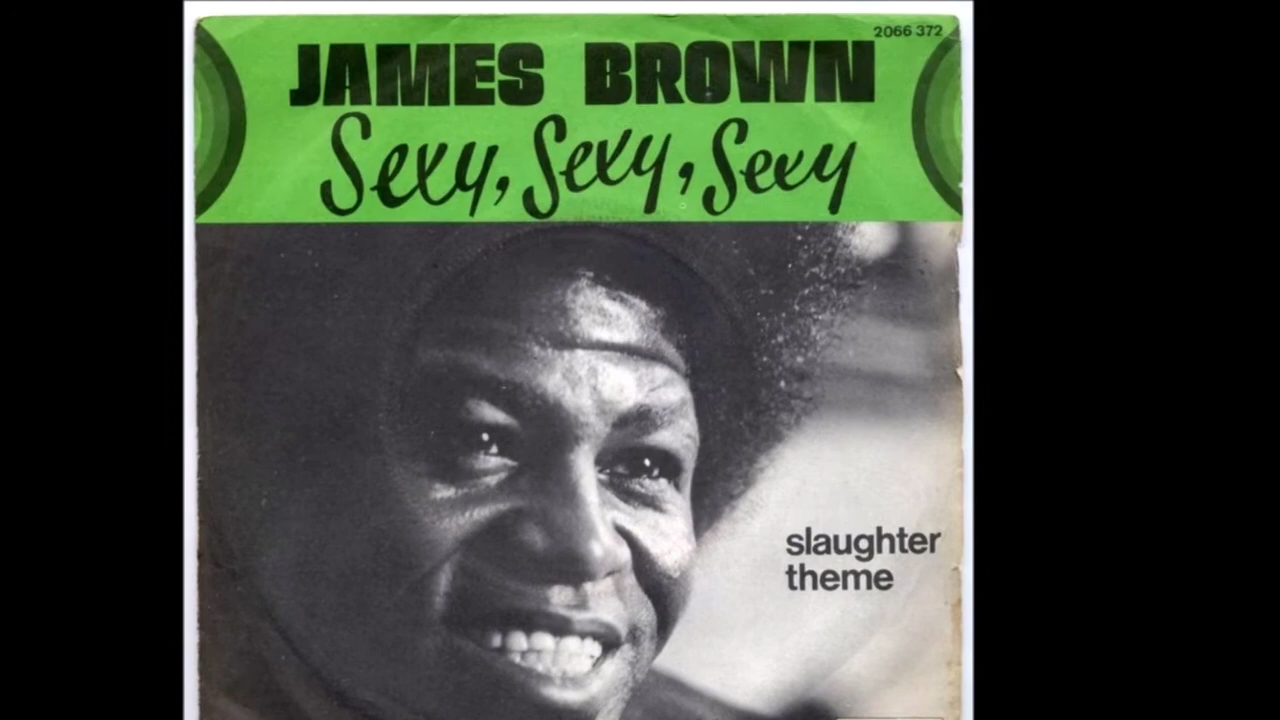 2066 372
JAMES BROWN
Sexy, Sexy, Sexy
slaughter
theme